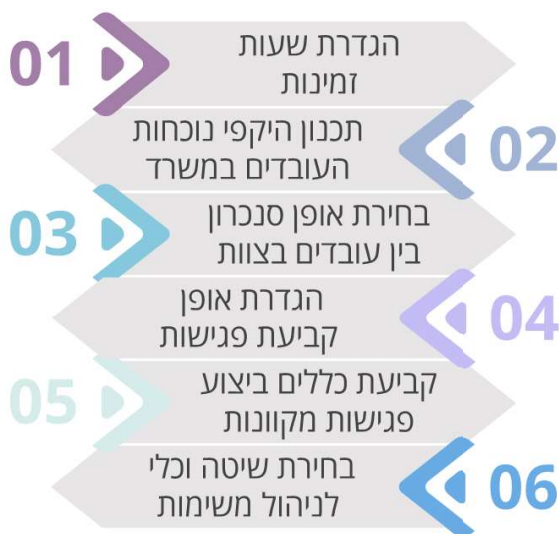 01
הגדרת שעות
זמינות
02
תכנון היקפי נוכחות
העובדים במשרד
03
בחירת אופן סנכרון
בין עובדים בצוות
04
הגדרת אופן
קביעת פגישות
05
קביעת כללים ביצוע
פגישות מקוונות
06
בחירת שיטה וכלי
לניהול משימות